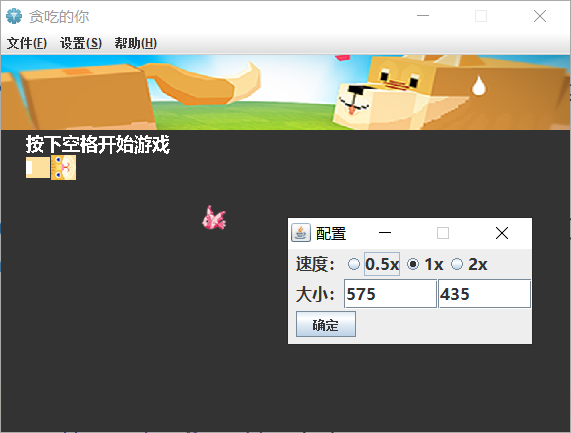 贪吃的你
文件(F) 设置(S) 帮助(H)
按下空格开始游戏
配置
速度： 0.5x 1x 2x
大小： 575 435
确定